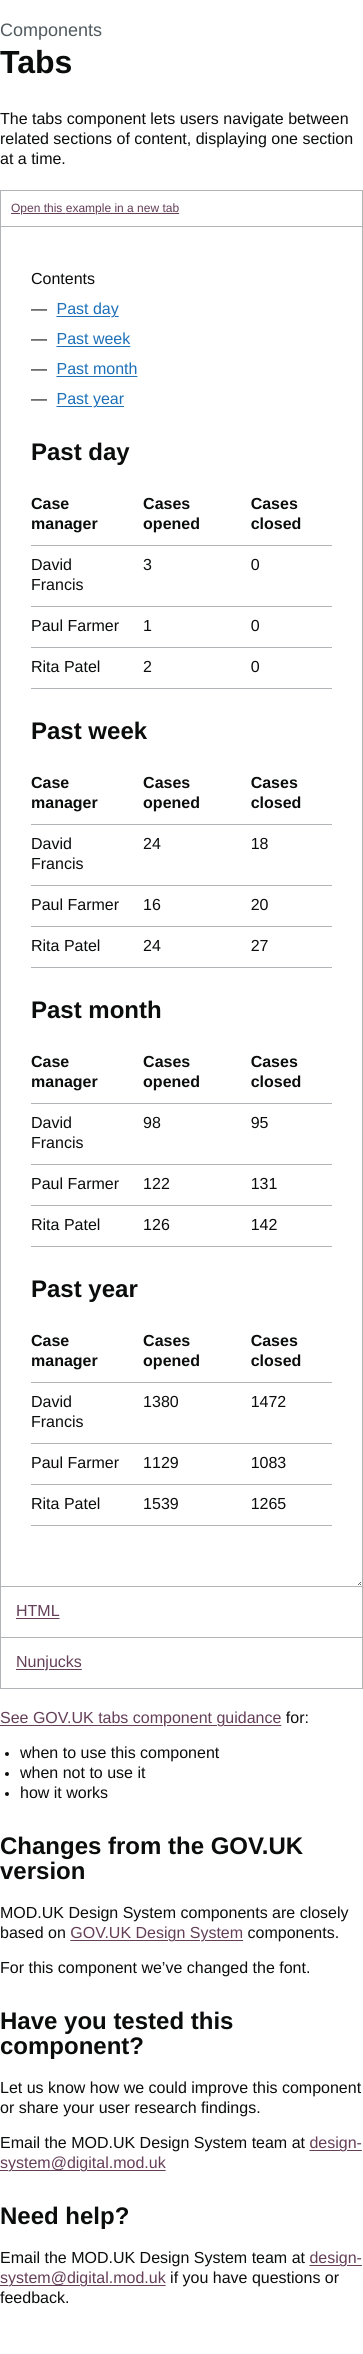 Components
Tabs
The tabs component lets users navigate between
related sections of content, displaying one section
at a time.
Open this example in a new tab
Contents
— Past day
— Past week
— Past month
— Past year
Past day
Case manager Cases opened Cases closed
David Francis 3 0
Paul Farmer 1 0
Rita Patel 2 0
Past week
Case manager Cases opened Cases closed
David Francis 24 18
Paul Farmer 16 20
Rita Patel 24 27
Past month
Case manager Cases opened Cases closed
David Francis 98 95
Paul Farmer 122 131
Rita Patel 126 142
Past year
Case manager Cases opened Cases closed
David Francis 1380 1472
Paul Farmer 1129 1083
Rita Patel 1539 1265
HTML
Nunjucks
See GOV.UK tabs component guidance for:
• when to use this component
• when not to use it
• how it works
Changes from the GOV.UK
version
MOD.UK Design System components are closely
based on GOV.UK Design System components.
For this component we’ve changed the font.
Have you tested this
component?
Let us know how we could improve this component
or share your user research findings.
Email the MOD.UK Design System team at design-
system@digital.mod.uk
Need help?
Email the MOD.UK Design System team at design-
system@digital.mod.uk if you have questions or
feedback.